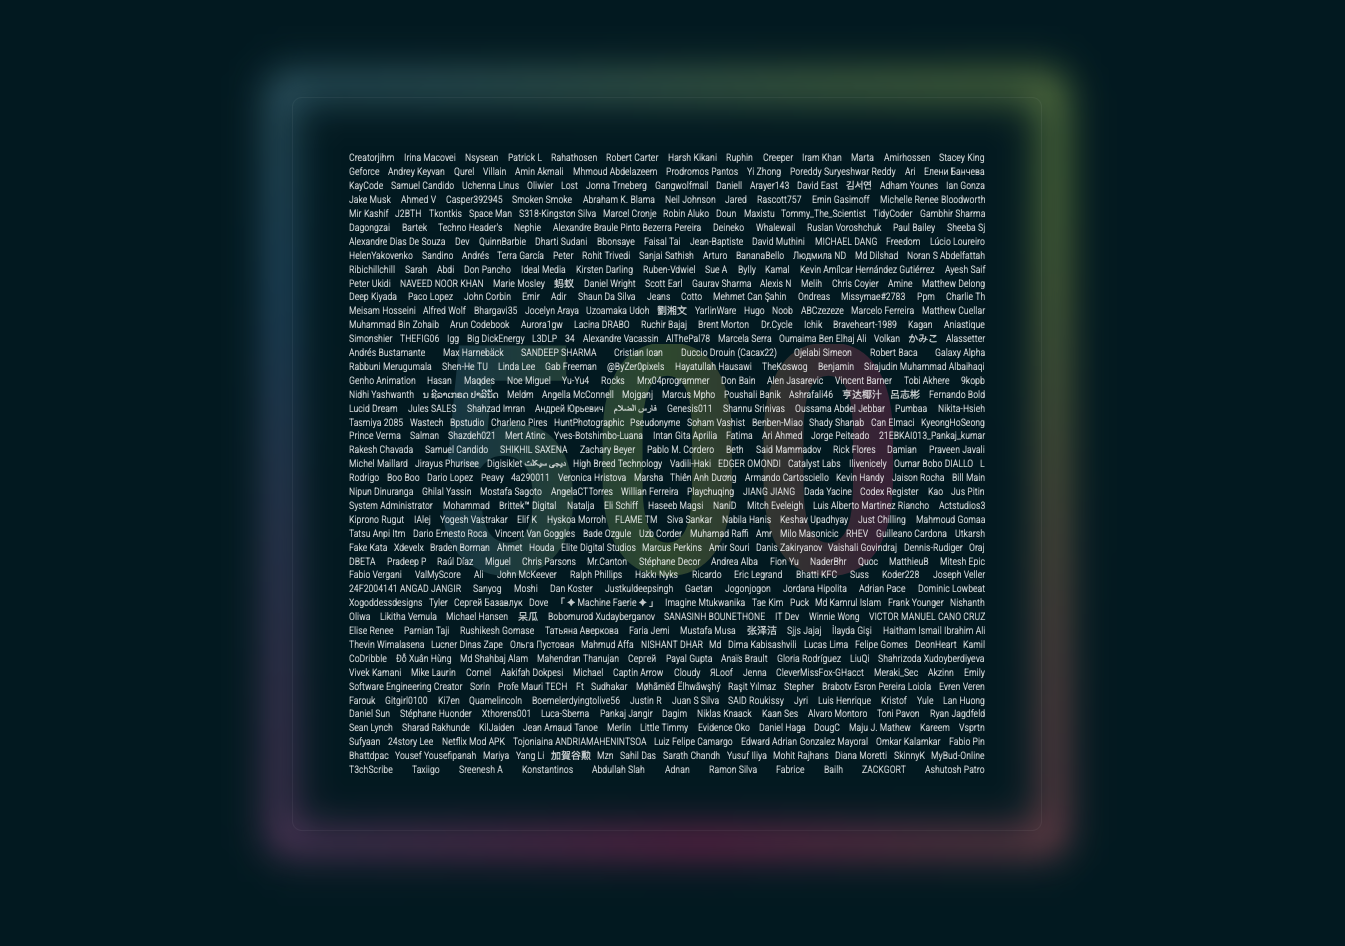 Creatorjihm Irina Macovei Nsysean Patrick L Rahathosen Robert Carter Harsh Kikani Ruphin Creeper Iram Khan Marta Amirhossen Stacey King
Geforce Andrey Keyvan Qurel Villain Amin Akmali Mhmoud Abdelazeem Prodromos Pantos Yi Zhong Poreddy Suryeshwar Reddy Ari Елени Банчева
KayCode Samuel Candido Uchenna Linus Oliwier Lost Jonna Trneberg Gangwolfmail Daniell Arayer143 David East 김서연 Adham Younes Ian Gonza
Jake Musk Ahmed V Casper392945 Smoken Smoke Abraham K. Blama Neil Johnson Jared Rascott757 Emin Gasimoff Michelle Renee Bloodworth
Mir Kashif J2BTH Tkontkis Space Man S318-Kingston Silva Marcel Cronje Robin Aluko Doun Maxistu Tommy_The_Scientist TidyCoder Gambhir Sharma
Dagongzai Bartek Techno Header's Nephie Alexandre Braule Pinto Bezerra Pereira Deineko Whalewail Ruslan Voroshchuk Paul Bailey Sheeba Sj
Alexandre Dias De Souza Dev QuinnBarbie Dharti Sudani Bbonsaye Faisal Tai Jean-Baptiste David Muthini MICHAEL DANG Freedom Lúcio Loureiro
HelenYakovenko Sandino Andrés Terra García Peter Rohit Trivedi Sanjai Sathish Arturo BananaBello Людмила ND Md Dilshad Noran S Abdelfattah
Ribichillchill Sarah Abdi Don Pancho Ideal Media Kirsten Darling Ruben-Vdwiel Sue A Bylly Kamal Kevin Amílcar Hernández Gutiérrez Ayesh Saif
Peter Ukidi NAVEED NOOR KHAN Marie Mosley 蚂蚁 Daniel Wright Scott Earl Gaurav Sharma Alexis N Melih Chris Coyier Amine Matthew Delong
Deep Kiyada Paco Lopez John Corbin Emir Adir Shaun Da Silva Jeans Cotto Mehmet Can Şahin Ondreas Missymae#2783 Ppm Charlie Th
Meisam Hosseini Alfred Wolf Bhargavi35 Jocelyn Araya Uzoamaka Udoh 劉湘文 YarlinWare Hugo Noob ABCzezeze Marcelo Ferreira Matthew Cuellar
Muhammad Bin Zohaib Arun Codebook Aurora1gw Lacina DRABO Ruchir Bajaj Brent Morton Dr.Cycle Ichik Braveheart-1989 Kagan Aniastique
Simonshier THEFIG06 Igg Big DickEnergy L3DLP 34 Alexandre Vacassin AlThePal78 Marcela Serra Oumaima Ben Elhaj Ali Volkan かみこ Alassetter
Andrés Bustamante Max Harnebäck SANDEEP SHARMA Cristian Ioan Duccio Drouin (Cacax22) Ojelabi Simeon Robert Baca Galaxy Alpha
Rabbuni Merugumala Shen-He TU Linda Lee Gab Freeman @ByZer0pixels Hayatullah Hausawi TheKoswog Benjamin Sirajudin Muhammad Albaihaqi
Genho Animation Hasan Maqdes Noe Miguel Yu-Yu4 Rocks Mrx04programmer Don Bain Alen Jasarevic Vincent Barner Tobi Akhere 9kopb
Nidhi Yashwanth Meldm Angella McConnell Mojganj Marcus Mpho Poushali Banik Ashrafali46 亨达椰汁 呂志彬 Fernando Bold
Lucid Dream Jules SALES Shahzad Imran Андрей Юрьевич فارس الظلام Genesis011 Shannu Srinivas Oussama Abdel Jebbar Pumbaa Nikita-Hsieh
Tasmiya 2085 Wastech Bpstudio Charleno Pires HuntPhotographic Pseudonyme Soham Vashist Benben-Miao Shady Shanab Can Elmaci KyeongHoSeong
Prince Verma Salman Shazdeh021 Mert Atinc Yves-Botshimbo-Luana Intan Gita Aprilia Fatima Ari Ahmed Jorge Peiteado 21EBKAI013_Pankaj_kumar
Rakesh Chavada Samuel Candido SHIKHIL SAXENA Zachary Beyer Pablo M. Cordero Beth Said Mammadov Rick Flores Damian Praveen Javali
Michel Maillard Jirayus Phurisee Digisiklet High Breed Technology Vadili-Haki EDGER OMONDI Catalyst Labs Ilivenicely Oumar Bobo DIALLO L
Rodrigo Boo Boo Dario Lopez Peavy 4a290011 Veronica Hristova Marsha Thiên Anh Dương Armando Cartosciello Kevin Handy Jaison Rocha Bill Main
Nipun Dinuranga Ghilal Yassin Mostafa Sagoto AngelaCTTorres Willian Ferreira Playchuqing JIANG JIANG Dada Yacine Codex Register Kao Jus Pitin
System Administrator Mohammad Brittek™ Digital Natalja Eli Schiff Haseeb Magsi NaniD Mitch Eveleigh Luis Alberto Martinez Riancho Actstudios3
Kiprono Rugut IAlej Yogesh Vastrakar Elif K Hyskoa Morroh FLAME TM Siva Sankar Nabila Hanis Keshav Upadhyay Just Chilling Mahmoud Gomaa
Tatsu Anpi Itm Dario Ernesto Roca Vincent Van Goggles Bade Ozgule Uzb Corder Muhamad Raffi Amr Milo Masonicic RHEV Guilleano Cardona Utkarsh
Fake Kata Xdevelx Braden Borman Ahmet Houda Elite Digital Studios Marcus Perkins Amir Souri Danis Zakiryanov Vaishali Govindraj Dennis-Rudiger Oraj
DBETA Pradeep P Raúl Díaz Miguel Chris Parsons Mr.Canton Stéphane Decor Andrea Alba Fion Yu NaderBhr Quoc MatthieuB Mitesh Epic
Fabio Vergani ValMyScore Ali John McKeever Ralph Phillips Hakkı Nyks Ricardo Eric Legrand Bhatti KFC Suss Koder228 Joseph Veller
24F2004141 ANGAD JANGIR Sanyog Moshi Dan Koster Justkuldeepsingh Gaetan Jogonjogon Jordana Hipolita Adrian Pace Dominic Lowbeat
Xogoddessdesigns Tyler Сергей Базавлук Dove 「 ✦ Machine Faerie ✦ 」 Imagine Mtukwanika Tae Kim Puck Md Kamrul Islam Frank Younger Nishanth
Oliwa Likitha Vemula Michael Hansen 呆瓜 Bobomurod Xudayberganov SANASINH BOUNETHONE IT Dev Winnie Wong VICTOR MANUEL CANO CRUZ
Elise Renee Parnian Taji Rushikesh Gomase Татьяна Аверкова Faria Jemi Mustafa Musa 张泽洁 Sjjs Jajaj İlayda Gişi Haitham Ismail Ibrahim Ali
Thevin Wimalasena Lucner Dinas Zape Ольга Пустовая Mahmud Affa NISHANT DHAR Md Dima Kabisashvili Lucas Lima Felipe Gomes DeonHeart Kamil
CoDribble Đỗ Xuân Hùng Md Shahbaj Alam Mahendran Thanujan Сергей Payal Gupta Anaïs Brault Gloria Rodríguez LiuQi Shahrizoda Xudoyberdiyeva
Vivek Kamani Mike Laurin Cornel Aakifah Dokpesi Michael Captin Arrow Cloudy ЯLoof Jenna CleverMissFox-GHacct Meraki_Sec Akzinn Emily
Software Engineering Creator Sorin Profe Mauri TECH Ft Sudhakar Raşit Yılmaz Stepher Brabotv Esron Pereira Loiola Evren Veren
Farouk Gitgirl0100 Ki7en Quamelincoln Boernelerdyingtolive56 Justin R Juan S Silva SAID Roukissy Jyri Luis Henrique Kristof Yule Lan Huong
Daniel Sun Stéphane Huonder Xthorens001 Luca-Sberna Pankaj Jangir Dagim Niklas Knaack Kaan Ses Alvaro Montoro Toni Pavon Ryan Jagdfeld
Sean Lynch Sharad Rakhunde KilJaiden Jean Arnaud Tanoe Merlin Little Timmy Evidence Oko Daniel Haga DougC Maju J. Mathew Kareem Vsprtn
Sufyaan 24story Lee Netflix Mod APK Tojoniaina ANDRIAMAHENINTSOA Luiz Felipe Camargo Edward Adrian Gonzalez Mayoral Omkar Kalamkar Fabio Pin
Bhattdpac Yousef Yousefipanah Mariya Yang Li 加賀谷勲 Mzn Sahil Das Sarath Chandh Yusuf Iliya Mohit Rajhans Diana Moretti SkinnyK MyBud-Online
T3chScribe Taxiigo Sreenesh A Konstantinos Abdullah Slah Adnan Ramon Silva Fabrice Bailh ZACKGORT Ashutosh Patro
500